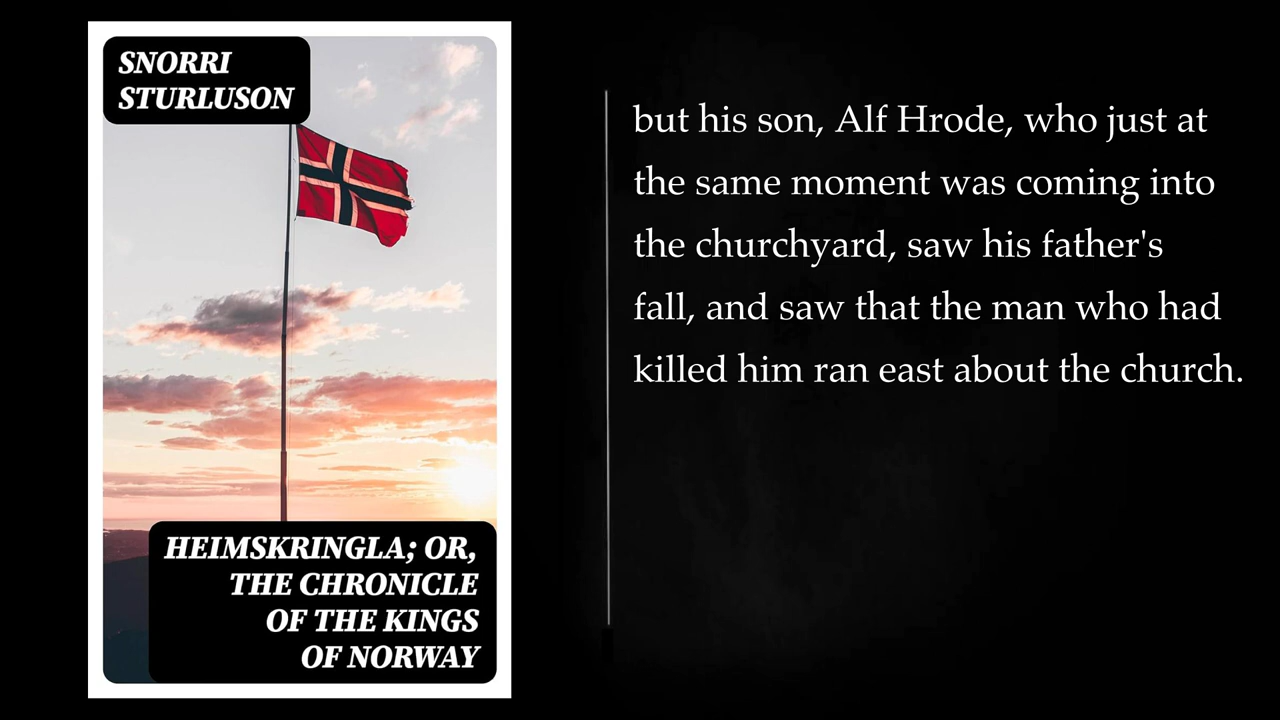 SNORRI
STURLUSON
HEIMSKRINGLA; OR,
THE CHRONICLE
OF THE KINGS
OF NORWAY
but his son, Alf Hrode, who just at
the same moment was coming into
the churchyard, saw his father's
fall, and saw that the man who had
killed him ran east about the church.